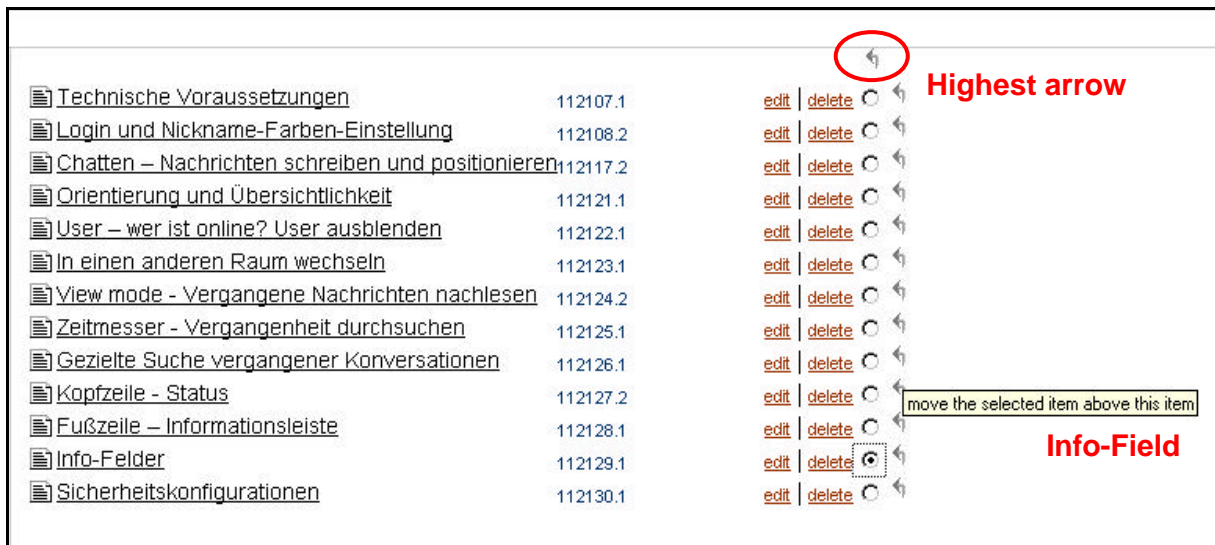 Highest arrow
Technische Voraussetzungen 112107.1 edit | delete
Login und Nickname-Farben-Einstellung 112108.2 edit | delete
Chatten – Nachrichten schreiben und positionieren 112117.2 edit | delete
Orientierung und Übersichtlichkeit 112121.1 edit | delete
User – wer ist online? User ausblenden 112122.1 edit | delete
In einen anderen Raum wechseln 112123.1 edit | delete
View mode - Vergangene Nachrichten nachlesen 112124.2 edit | delete
Zeitmesser - Vergangenheit durchsuchen 112125.1 edit | delete
Gezielte Suche vergangener Konversationen 112126.1 edit | delete
Kopfzeile - Status 112127.2 edit | delete
move the selected item above this item
Fußzeile – Informationsleiste 112128.1 edit | delete
Info-Field
Info-Felder 112129.1 edit | delete
Sicherheitskonfigurationen 112130.1 edit | delete